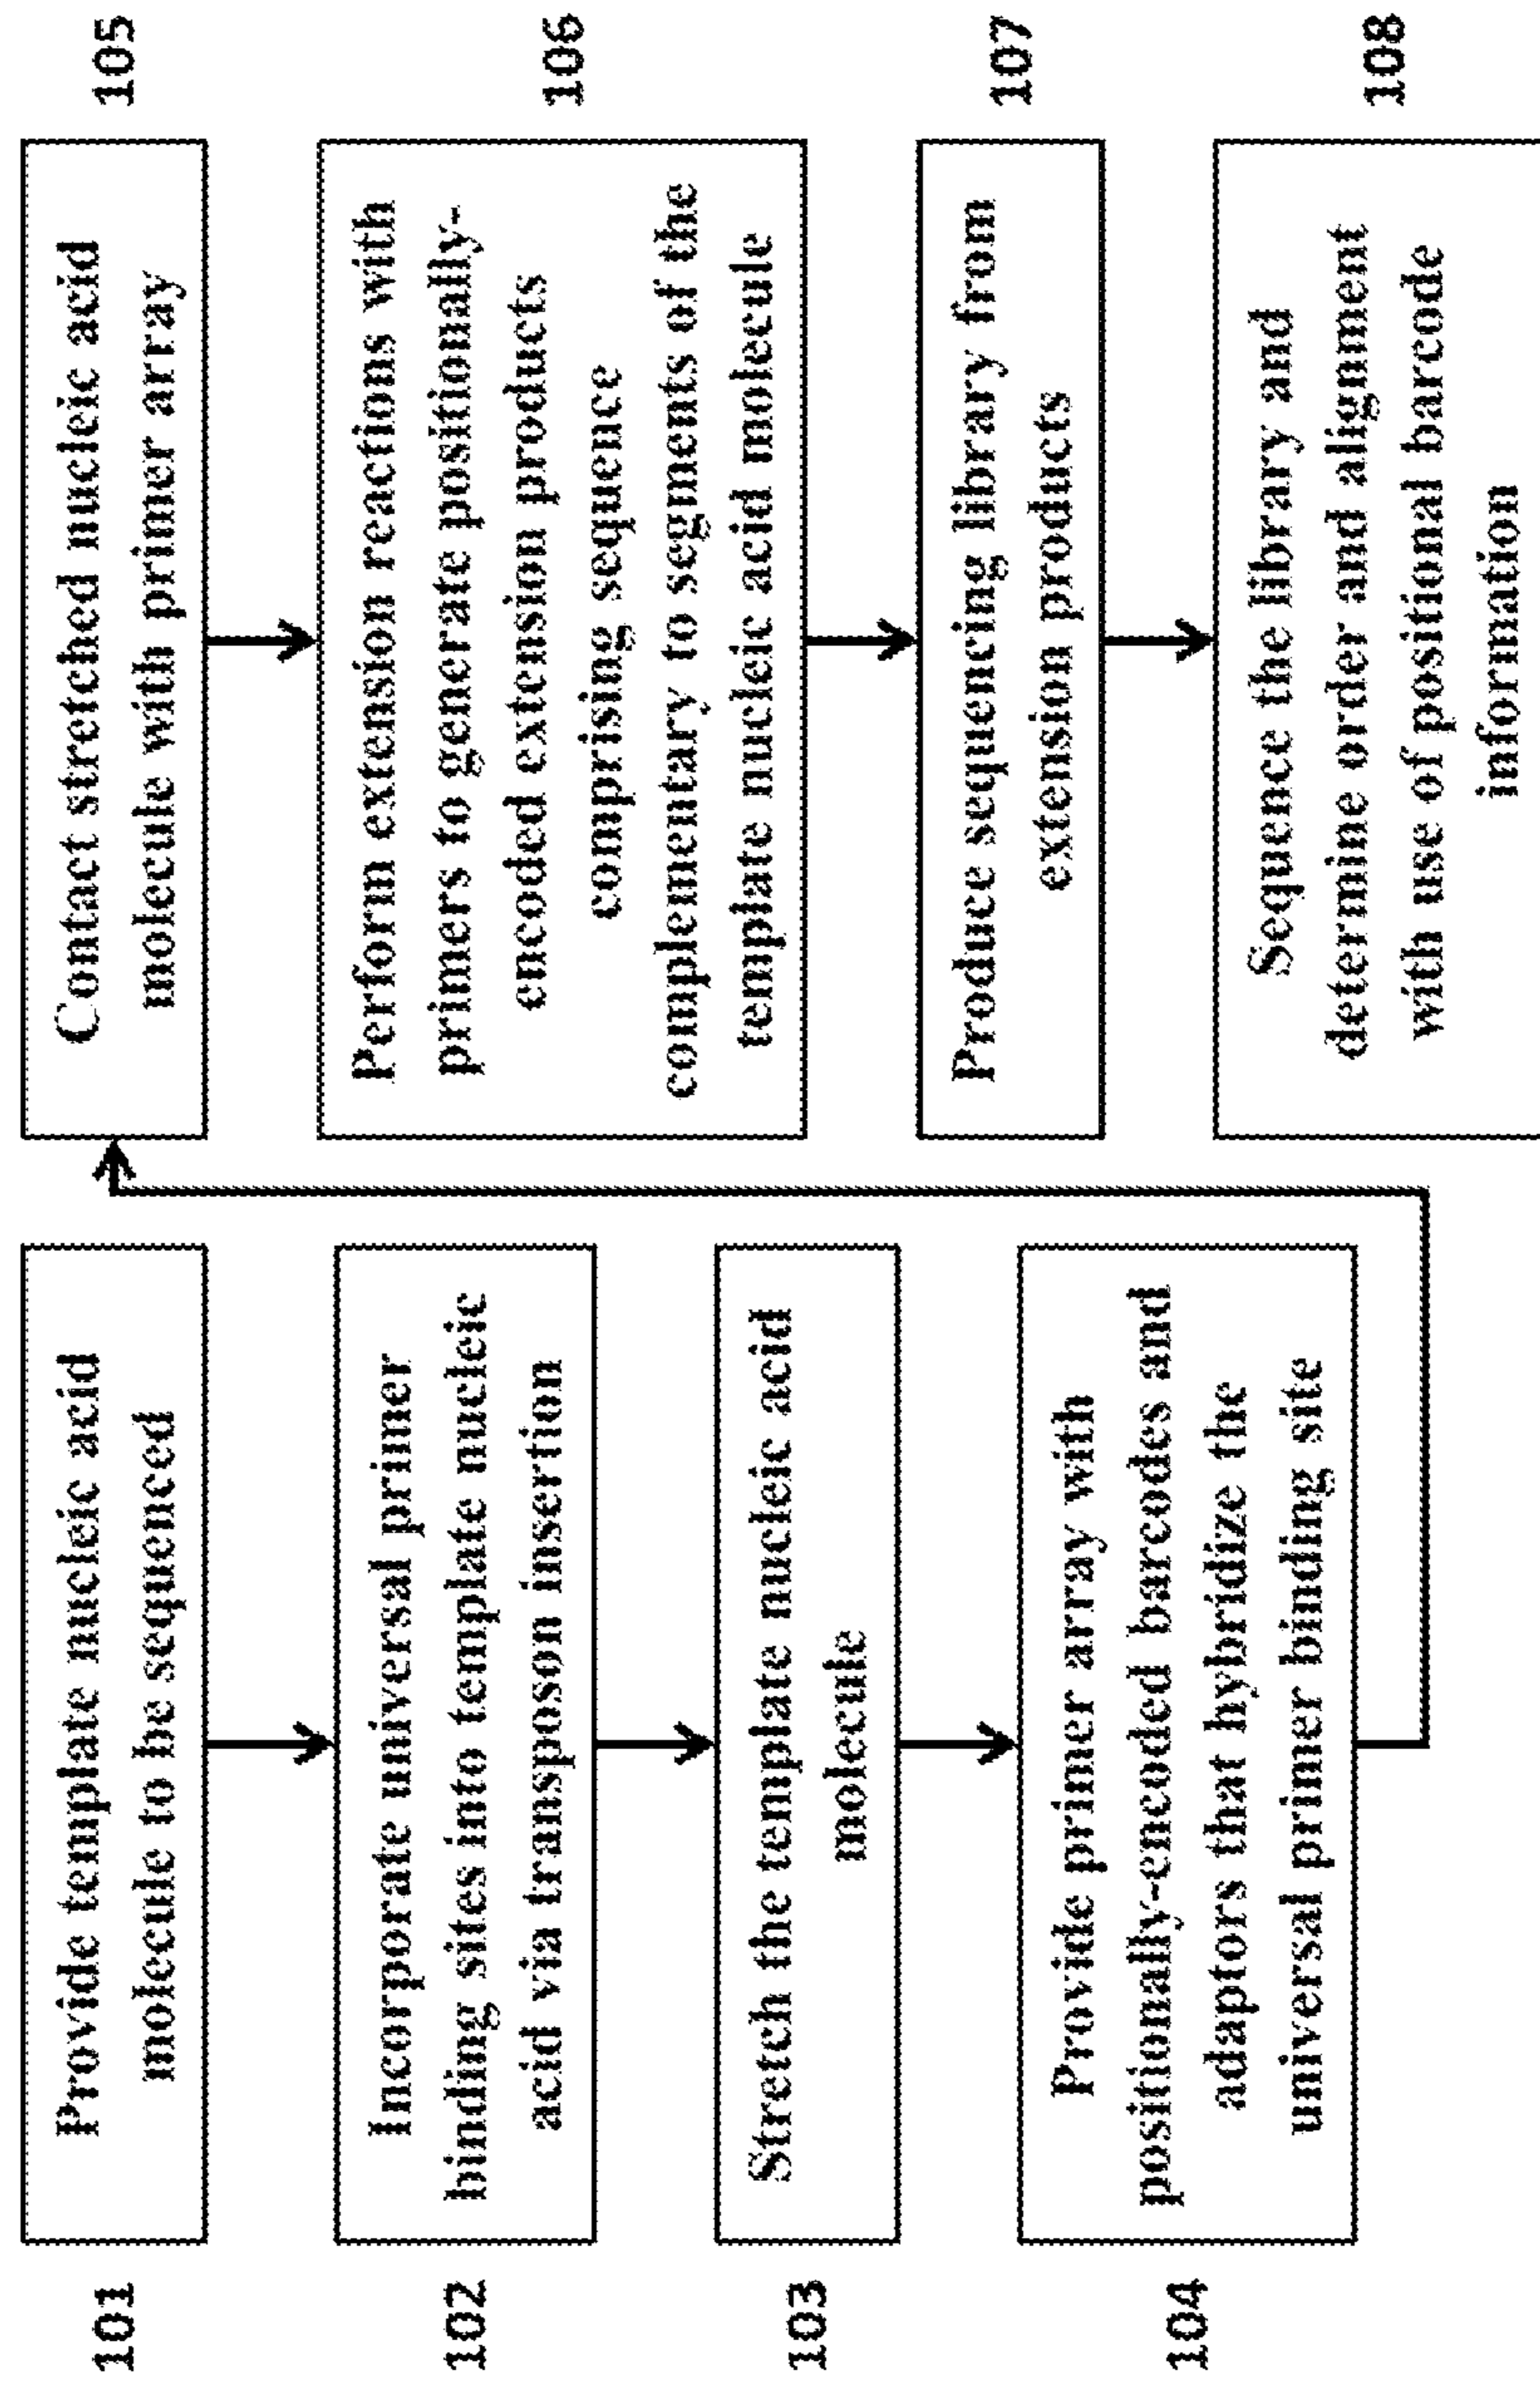 101
Provide template nucleic acid
molecule to be sequenced
102
Incorporate universal primer
binding sites into template nucleic
acid via transposon insertion
103
Stretch the template nucleic acid
molecule
104
Provide primer array with
positionally-encoded barcodes and
adaptors that hybridize the
universal primer binding site
105
Contact stretched nucleic acid
molecule with primer array
106
Perform extension reactions with
primers to generate positionally-
encoded extension products
comprising sequence
complementary to segments of the
template nucleic acid molecule
107
Produce sequencing library from
extension products
108
Sequence the library and
determine order and alignment
with use of positional barcode
information